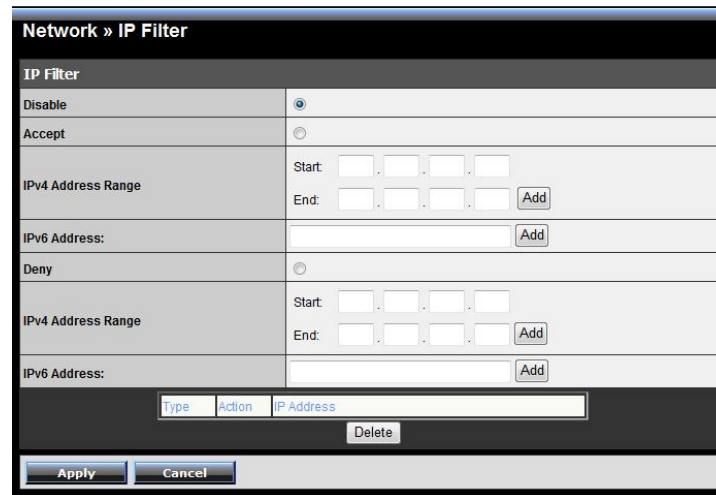 Network » IP Filter
IP Filter
Disable
Accept
IPv4 Address Range
Start: . . .
End: . . . Add
IPv6 Address: Add
Deny
IPv4 Address Range
Start: . . .
End: . . . Add
IPv6 Address: Add
Type Action IP Address
Delete
Apply Cancel